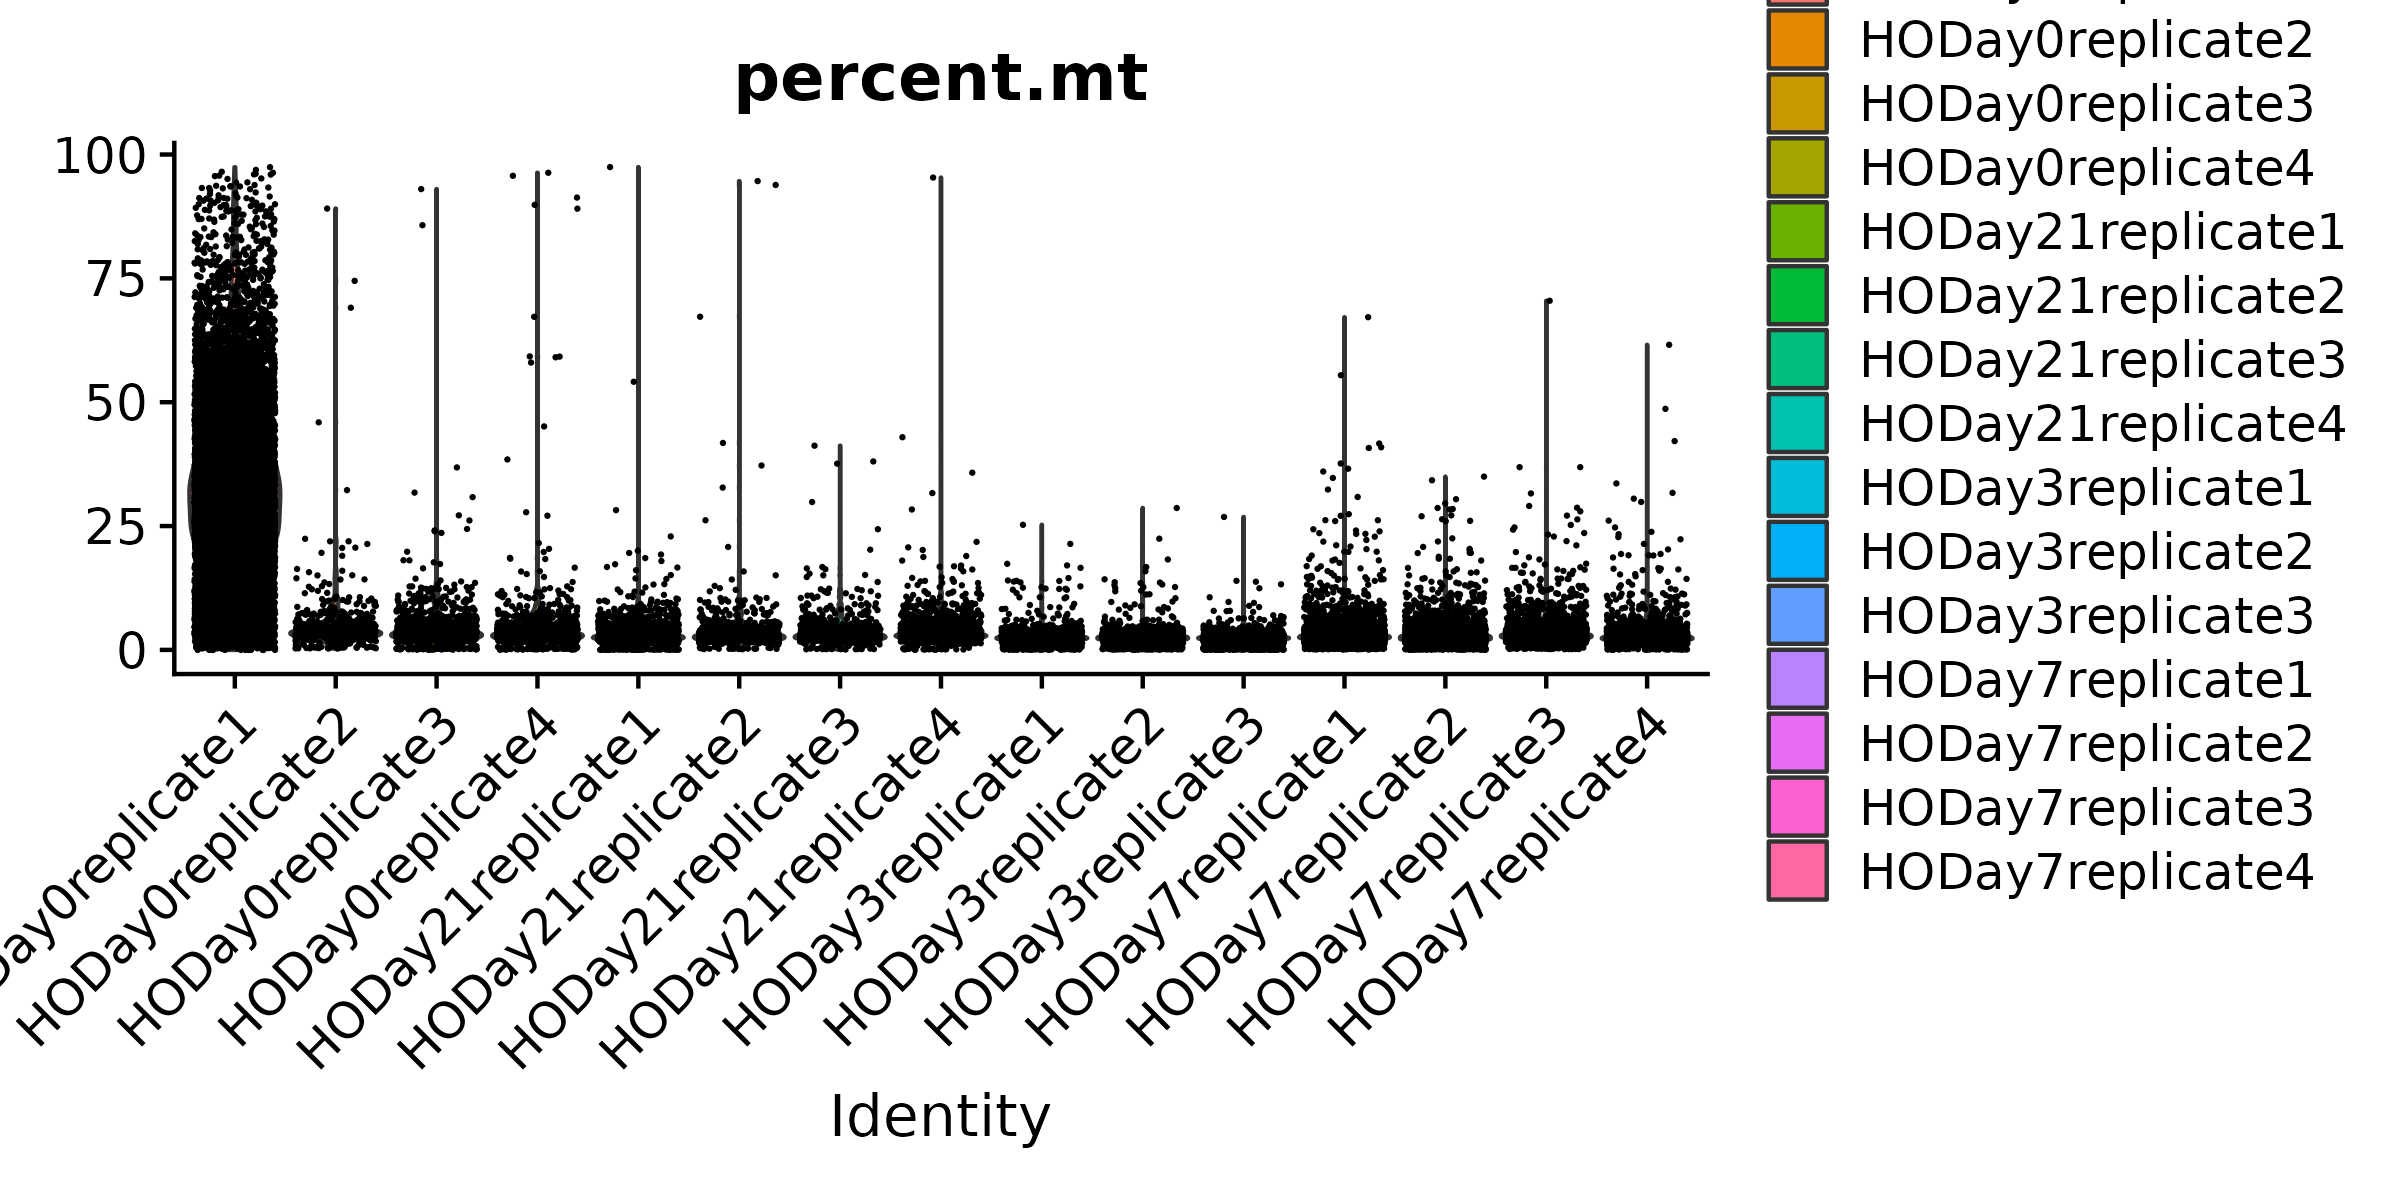 percent.mt
100
75
50
25
0
Day0replicate1
HODay0replicate2
HODay0replicate3
HODay0replicate4
HODay21replicate1
HODay21replicate2
HODay21replicate3
HODay21replicate4
HODay3replicate1
HODay3replicate2
HODay3replicate3
HODay7replicate1
HODay7replicate2
HODay7replicate3
HODay7replicate4
Identity
HODay0replicate2
HODay0replicate3
HODay0replicate4
HODay21replicate1
HODay21replicate2
HODay21replicate3
HODay21replicate4
HODay3replicate1
HODay3replicate2
HODay3replicate3
HODay7replicate1
HODay7replicate2
HODay7replicate3
HODay7replicate4